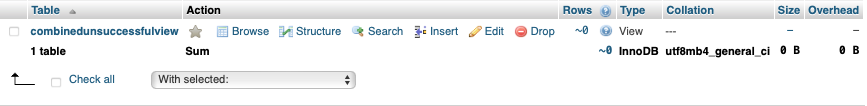 Table Action Rows Type Collation Size Overhead
combinedunsuccessfulview Browse Structure Search Insert Edit Drop ~0 View --- – –
1 table Sum ~0 InnoDB utf8mb4_general_ci 0 B 0 B
Check all With selected: